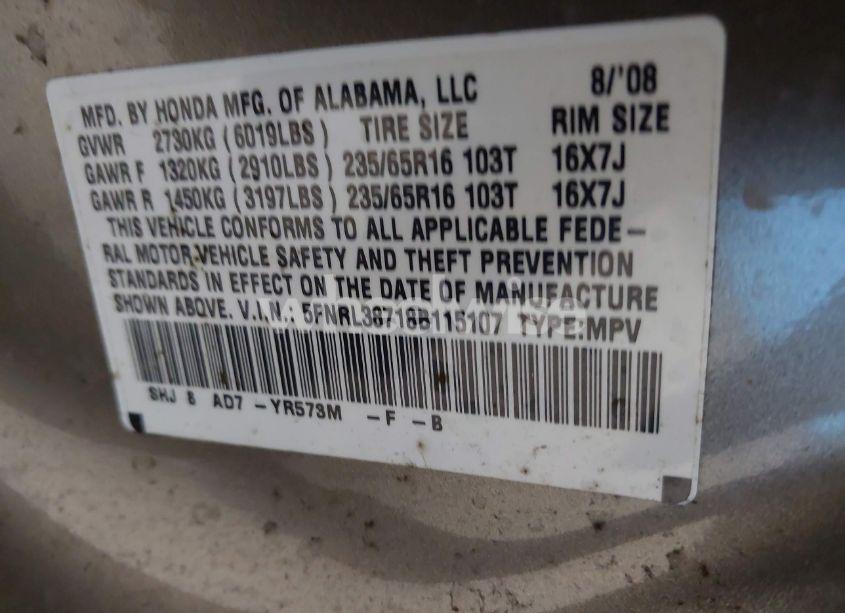 MFD. BY HONDA MFG. OF ALABAMA, LLC 8/'08
GVWR 2730KG (6019LBS) TIRE SIZE RIM SIZE
GAWR F 1320KG (2910LBS) 235/65R16 103T 16X7J
GAWR R 1450KG (3197LBS) 235/65R16 103T 16X7J
THIS VEHICLE CONFORMS TO ALL APPLICABLE FEDE-
RAL MOTOR VEHICLE SAFETY AND THEFT PREVENTION
STANDARDS IN EFFECT ON THE DATE OF MANUFACTURE
SHOWN ABOVE. V.I.N.: 5FNRL38718B115107 TYPE:MPV
SHJ 8 AD7 -YR573M -F -B